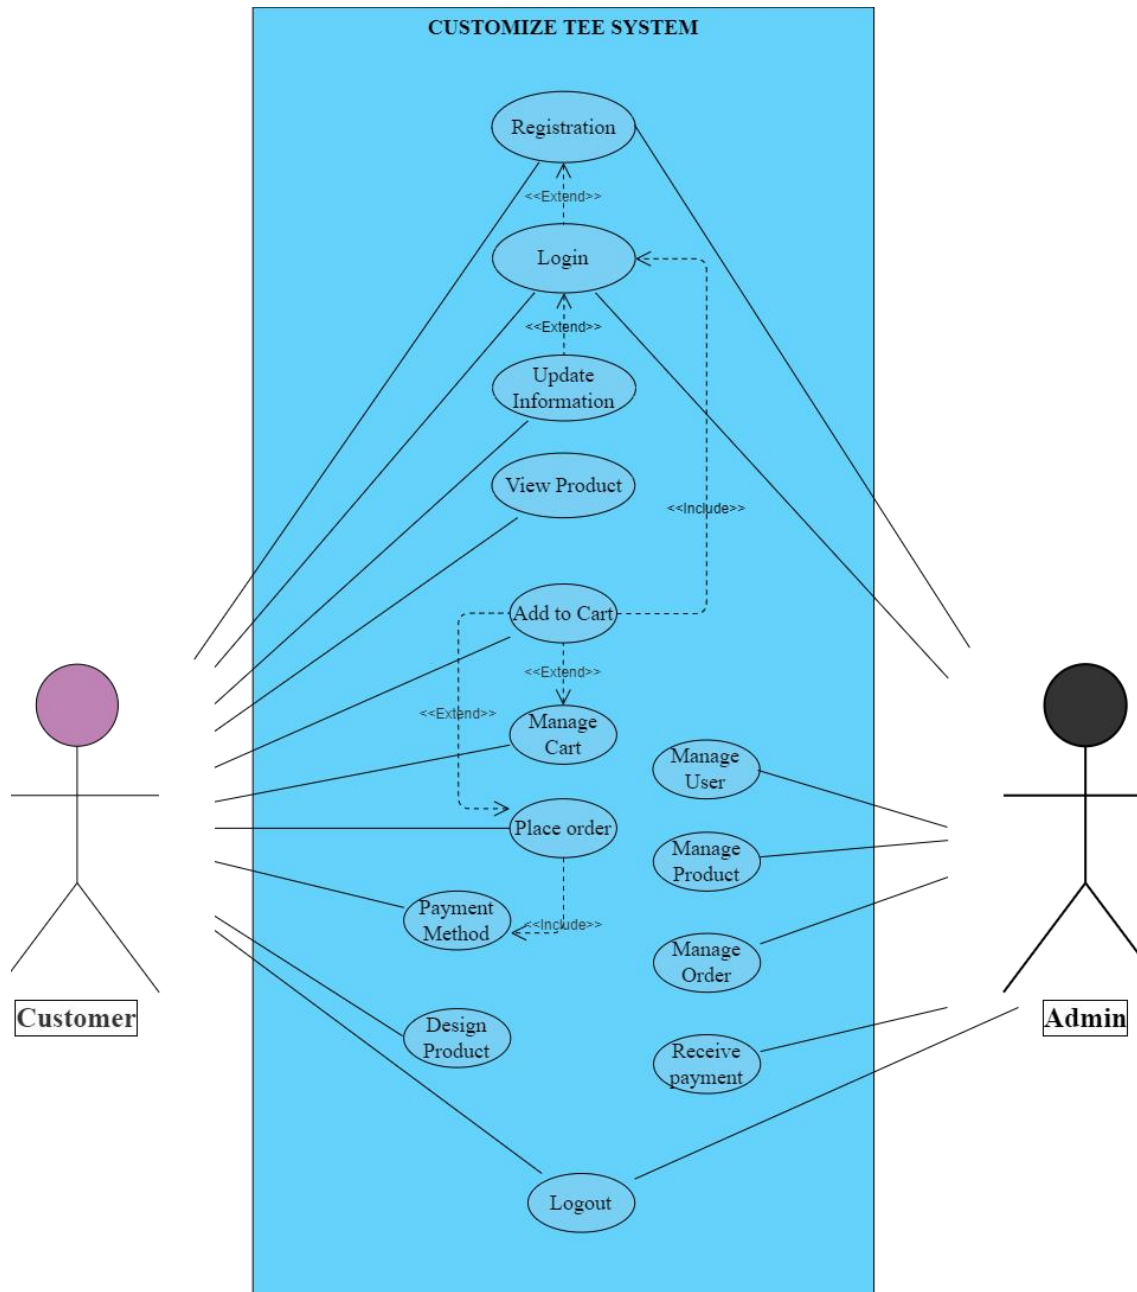 CUSTOMIZE TEE SYSTEM
Registration
<<Extend>>
Login
<<Extend>>
Update
Information
View Product
<<Include>>
Add to Cart
<<Extend>>
<<Extend>>
Manage
Cart
Manage
User
Place order
Manage
Product
Payment
Method
<<Include>>
Manage
Order
Customer
Admin
Design
Product
Receive
payment
Logout